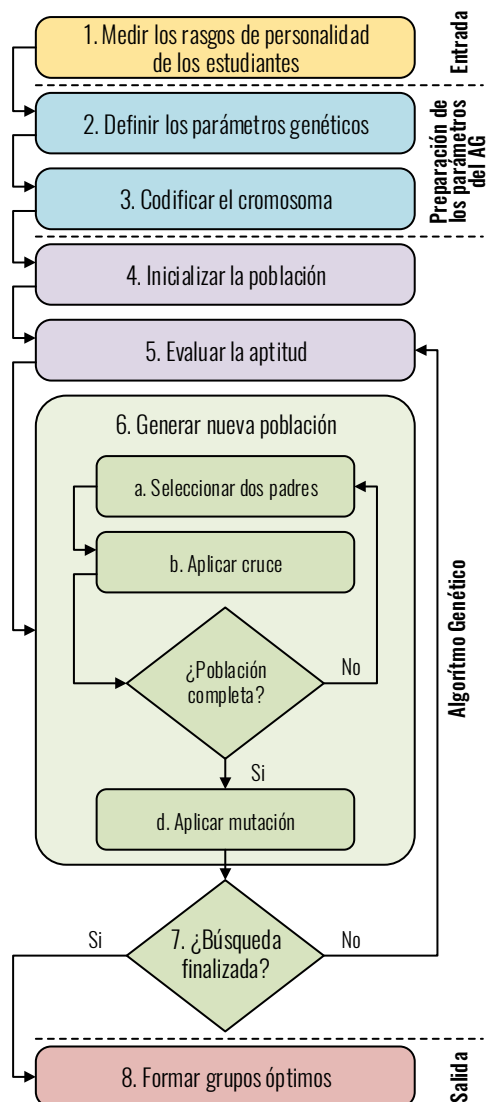 1. Medir los rasgos de personalidad
de los estudiantes
Entrada
2. Definir los parámetros genéticos
3. Codificar el cromosoma
Preparación de
los parámetros
del AG
4. Inicializar la población
5. Evaluar la aptitud
6. Generar nueva población
a. Seleccionar dos padres
b. Aplicar cruce
¿Población
completa?
No
Si
d. Aplicar mutación
Algorítmo Genético
7. ¿Búsqueda
finalizada?
Si
No
8. Formar grupos óptimos
Salida